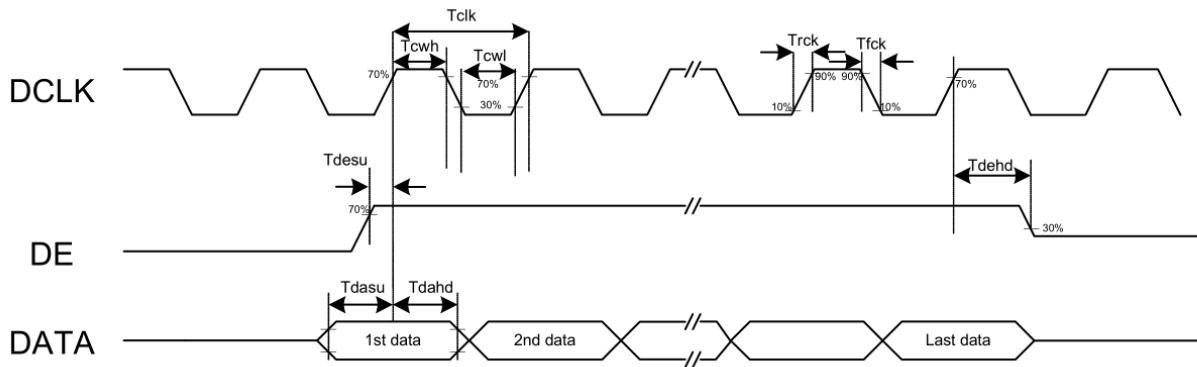 Tclk
Tcwh
Tcwl
Trck
Tfck
DCLK
70%
70%
30%
90%
90%
10%
10%
70%
Tdesu
Tdehd
70%
DE
30%
Tdasu
Tdahd
DATA
1st data
2nd data
Last data